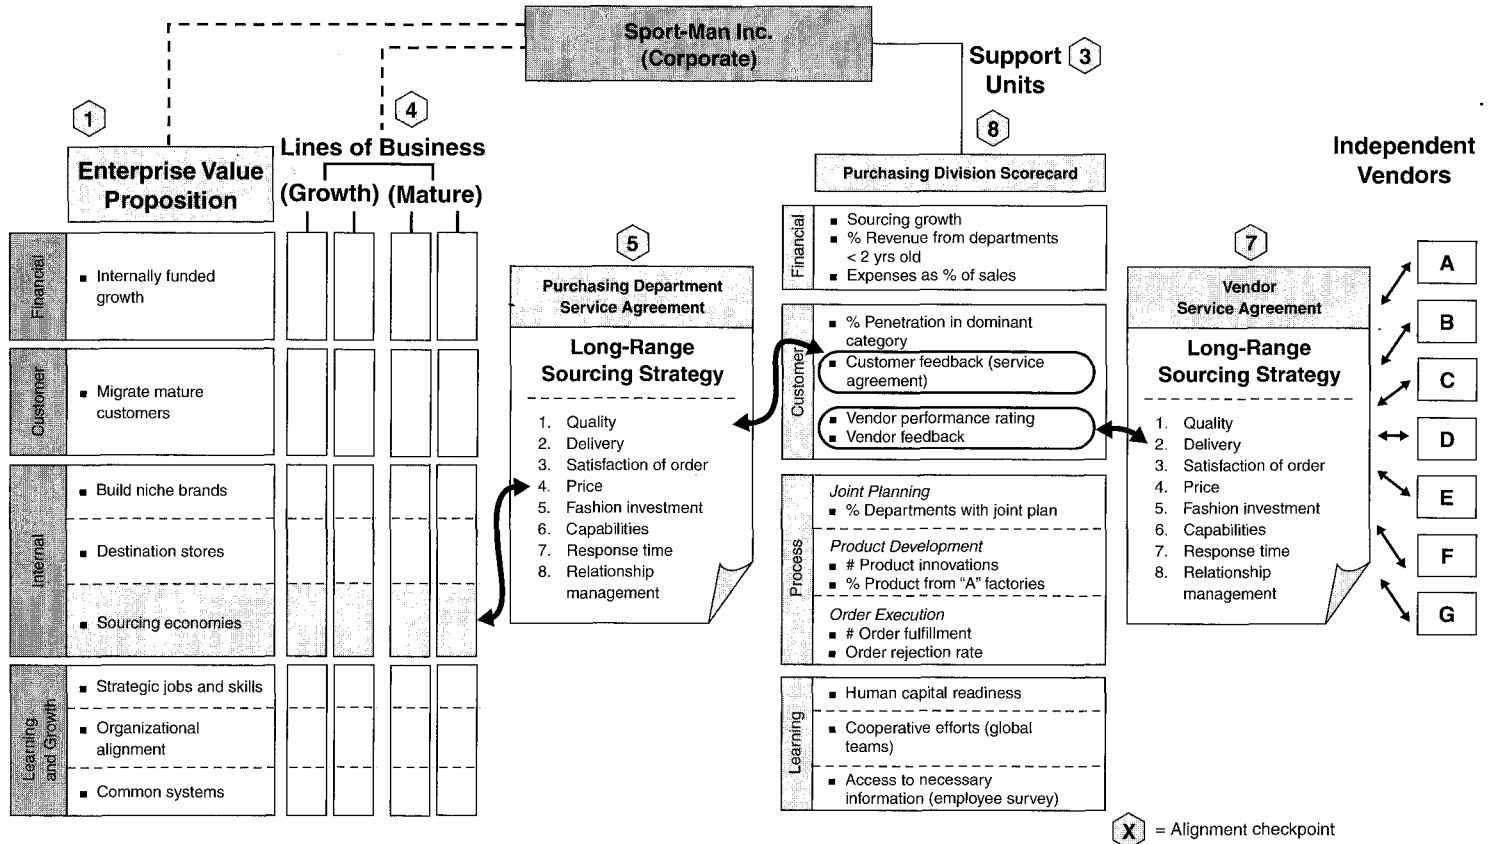 Sport-Man Inc.
(Corporate)
Support 3
Units
1
4
8
Enterprise Value
Proposition
Lines of Business
(Growth) (Mature)
Financial
■ Internally funded
growth
Customer
■ Migrate mature
customers
Internal
■ Build niche brands
■ Destination stores
■ Sourcing economies
Learning
and Growth
■ Strategic jobs and skills
■ Organizational
alignment
■ Common systems
5
Purchasing Department
Service Agreement
Long-Range
Sourcing Strategy
1. Quality
2. Delivery
3. Satisfaction of order
4. Price
5. Fashion investment
6. Capabilities
7. Response time
8. Relationship
management
Purchasing Division Scorecard
Financial
■ Sourcing growth
■ % Revenue from departments
< 2 yrs old
■ Expenses as % of sales
Customer
■ % Penetration in dominant
category
■ Customer feedback (service
agreement)
■ Vendor performance rating
■ Vendor feedback
Process
Joint Planning
■ % Departments with joint plan
Product Development
■ # Product innovations
■ % Product from “A” factories
Order Execution
■ # Order fulfillment
■ Order rejection rate
Learning
■ Human capital readiness
■ Cooperative efforts (global
teams)
■ Access to necessary
information (employee survey)
7
Vendor
Service Agreement
Long-Range
Sourcing Strategy
1. Quality
2. Delivery
3. Satisfaction of order
4. Price
5. Fashion investment
6. Capabilities
7. Response time
8. Relationship
management
Independent
Vendors
A
B
C
D
E
F
G
X = Alignment checkpoint